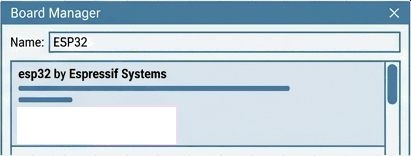 Board Manager
Name: ESP32
esp32 by Espressif Systems